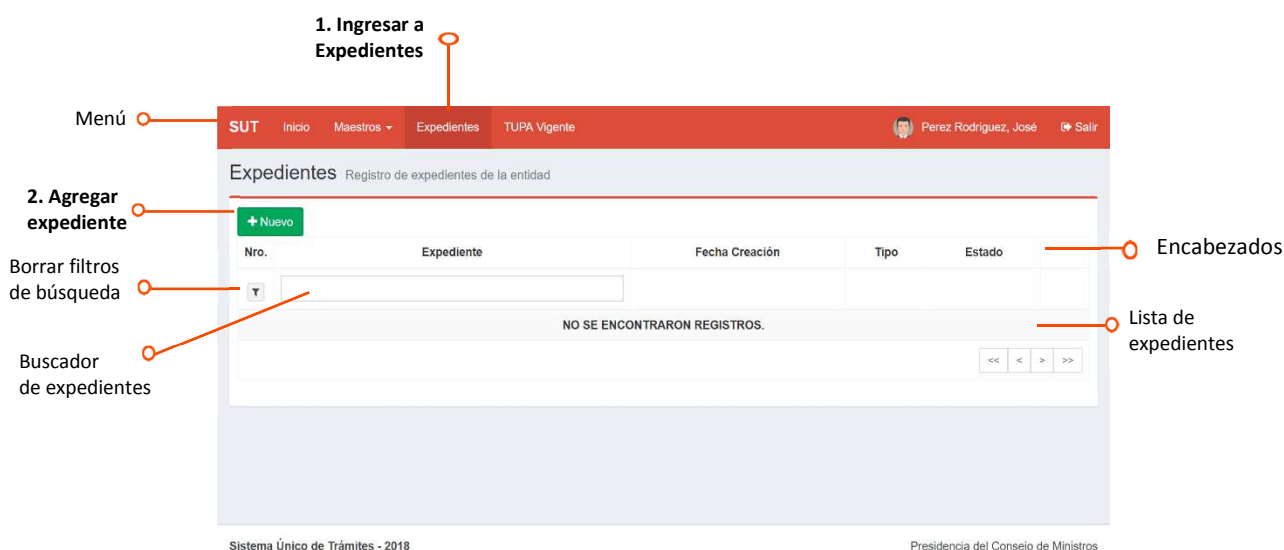 1. Ingresar a
Expedientes
Menú
SUT Inicio Maestros Expedientes TUPA Vigente Perez Rodriguez, José Salir
Expedientes Registro de expedientes de la entidad
2. Agregar
expediente
+ Nuevo
Nro. Expediente Fecha Creación Tipo Estado
Encabezados
Borrar filtros
de búsqueda
NO SE ENCONTRARON REGISTROS.
Lista de
expedientes
<< < > >>
Buscador
de expedientes
Sistema Único de Trámites - 2018 Presidencia del Consejo de Ministros